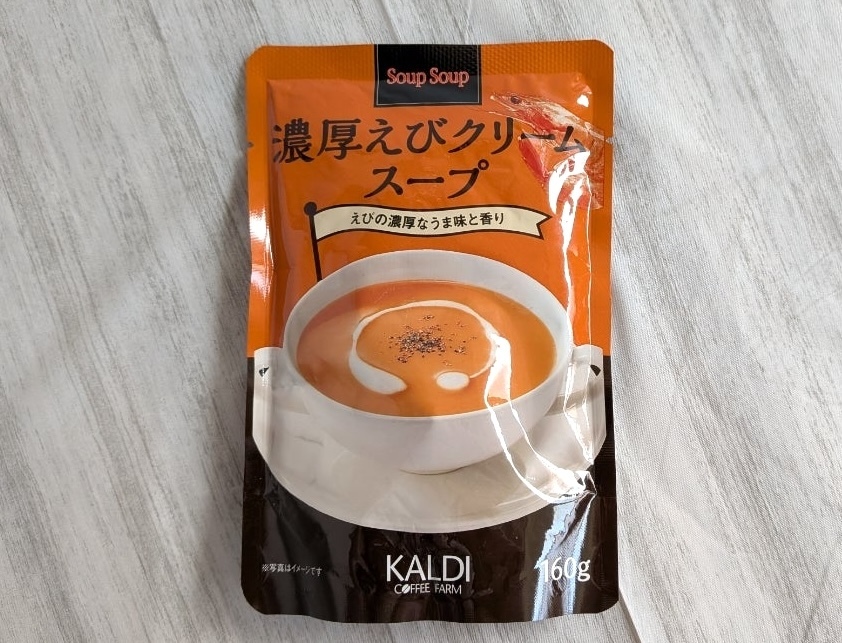 Soup Soup
濃厚えびクリーム
スープ
えびの濃厚なうま味と香り
※写真はイメージです
KALDI
COFFEE FARM
160g